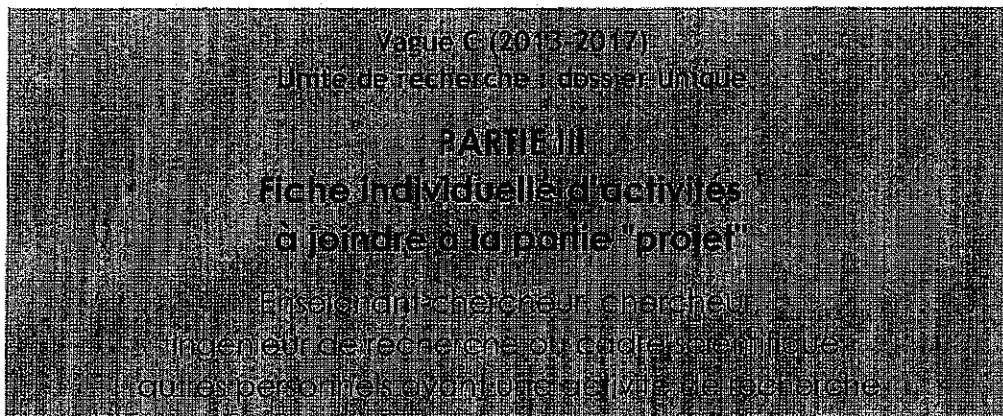 Vague C (2013-2017)
Unité de recherche : dossier unique
PARTIE III
Fiche individuelle d'activités
à joindre à la partie "projet"
Enseignant-chercheur, chercheur,
ingénieur de recherche ou cadre scientifique,
autres personnels ayant une activité de recherche